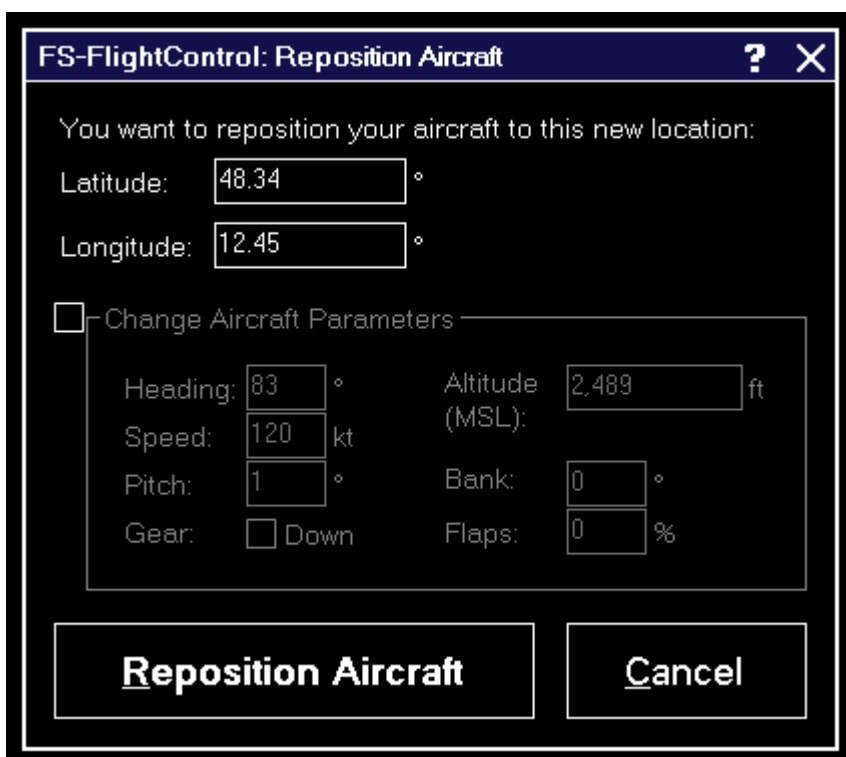 FS-FlightControl: Reposition Aircraft ? X
You want to reposition your aircraft to this new location:
Latitude: 48.34 °
Longitude: 12.45 °
Change Aircraft Parameters
Heading: 83 ° Altitude (MSL): 2,489 ft
Speed: 120 kt
Pitch: 1 ° Bank: 0 °
Gear: Down Flaps: 0 %
Reposition Aircraft Cancel